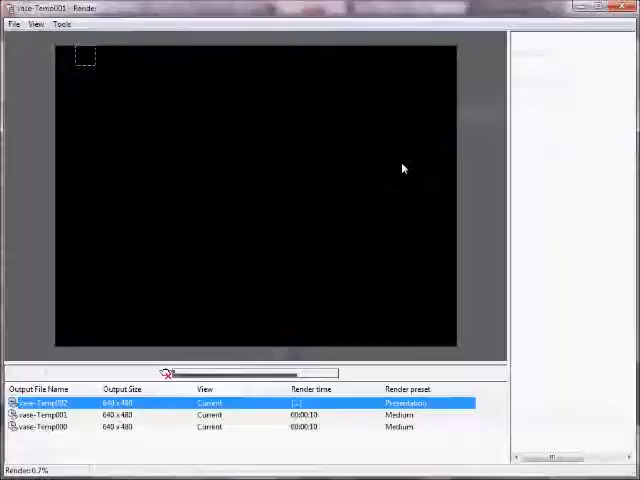 vase-Temp001 - Render
File View Tools
Output File Name Output Size View Render time Render preset
vase-Temp002 640 x 480 Current [...] Presentation
vase-Temp001 640 x 480 Current 00:00:10 Medium
vase-Temp000 640 x 480 Current 00:00:10 Medium
Render: 0.7%